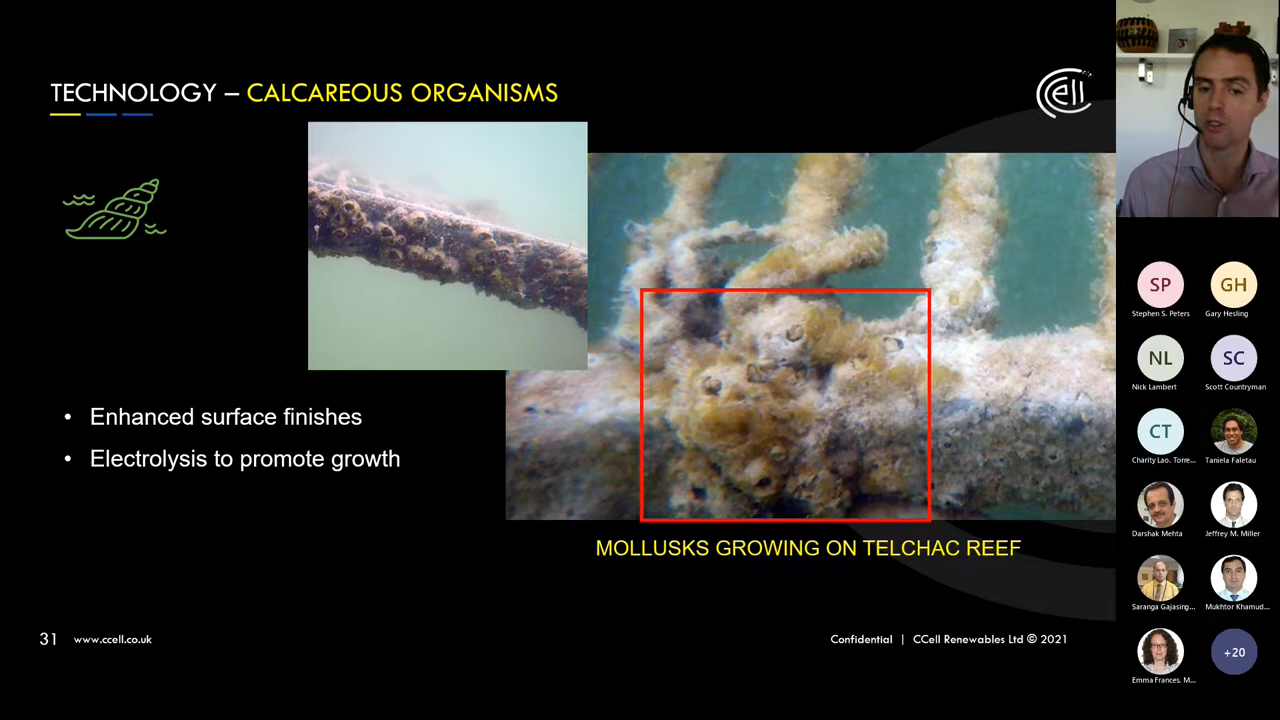 TECHNOLOGY – CALCAREOUS ORGANISMS
CCell
• Enhanced surface finishes
• Electrolysis to promote growth
MOLLUSKS GROWING ON TELCHAC REEF
31 www.ccell.co.uk
Confidential | CCell Renewables Ltd © 2021
SP GH
Stephen S. Peters Gary Hesling
NL SC
Nick Lambert Scott Countryman
CT
Charity Lao. Torre... Taniela Faletau
Darshak Mehta Jeffrey M. Miller
Saranga Gajasing... Mukhtor Khamud...
+20
Emma Frances. M...